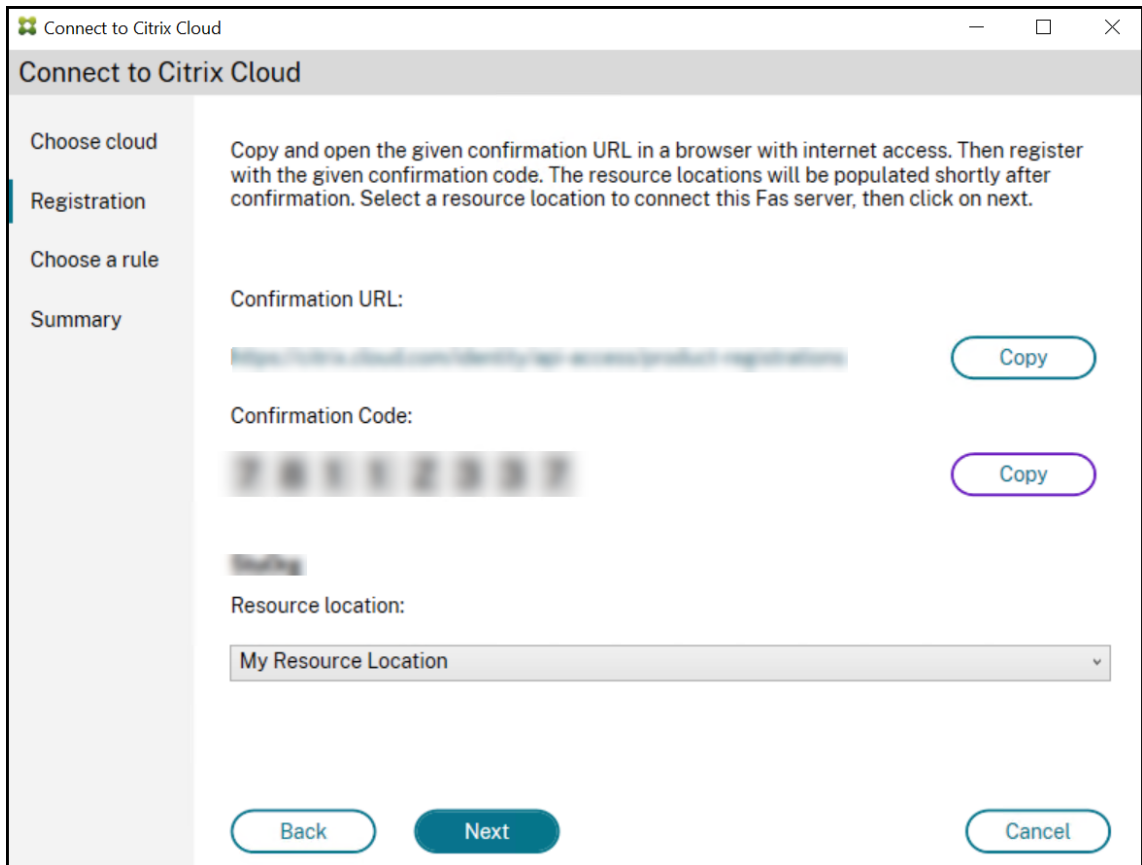 Connect to Citrix Cloud
Connect to Citrix Cloud
Choose cloud
Registration
Choose a rule
Summary
Copy and open the given confirmation URL in a browser with internet access. Then register
with the given confirmation code. The resource locations will be populated shortly after
confirmation. Select a resource location to connect this Fas server, then click on next.
Confirmation URL:
Copy
Confirmation Code:
Copy
Resource location:
My Resource Location
Back
Next
Cancel